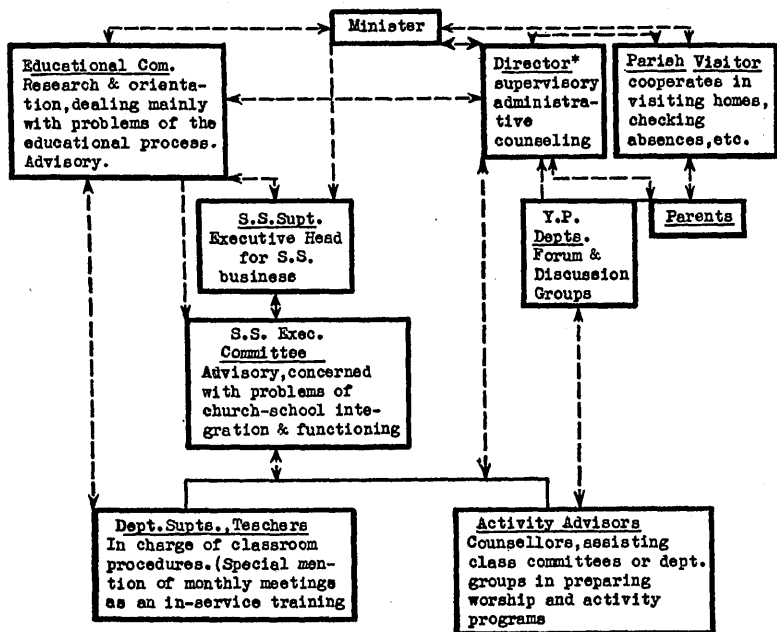 Minister
Educational Com.
Research & orienta-
tion,dealing mainly
with problems of the
educational process.
Advisory.
Director*
supervisory
administra-
tive
counseling
Parish Visitor
cooperates in
visiting homes,
checking
absences,etc.
S.S.Supt.
Executive Head
for S.S.
business
Y.P.
Depts.
Forum &
Discussion
Groups
Parents
S.S. Exec.
Committee
Advisory,concerned
with problems of
church-school inte-
gration & functioning
Dept.Supts.,Teschers
In charge of classroom
procedures.(Special men-
tion of monthly meetings
as an in-service training
Activity Advisors
Counsellors,assisting
class committees or dept.
groups in preparing
worship and activity
programs